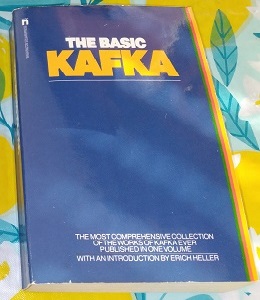 THE BASIC
KAFKA
THE MOST COMPREHENSIVE COLLECTION
OF THE WORKS OF KAFKA EVER
PUBLISHED IN ONE VOLUME
WITH AN INTRODUCTION BY ERICH HELLER